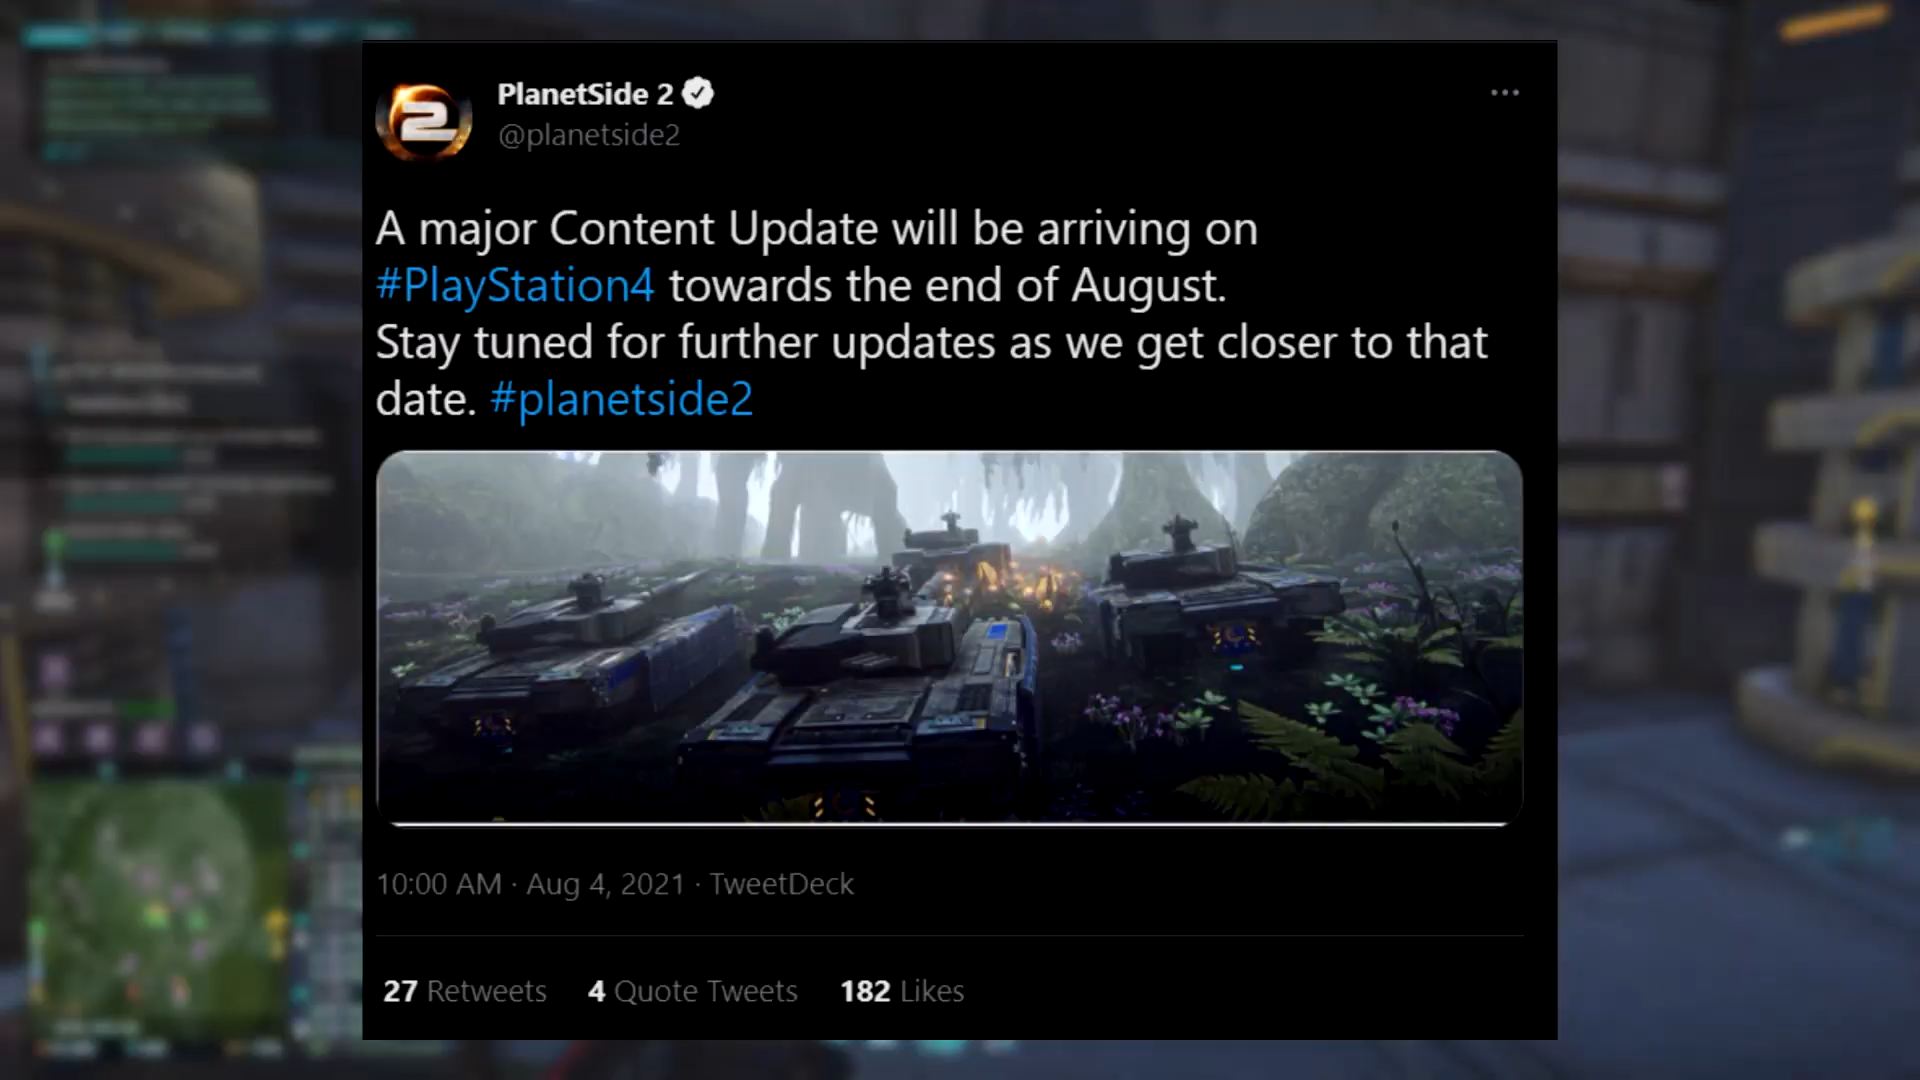 PlanetSide 2
@planetside2
A major Content Update will be arriving on
#PlayStation4 towards the end of August.
Stay tuned for further updates as we get closer to that
date. #planetside2
10:00 AM · Aug 4, 2021 · TweetDeck
27 Retweets 4 Quote Tweets 182 Likes